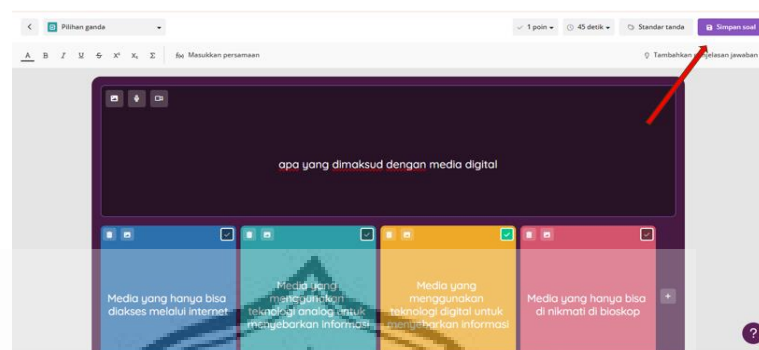 Pilihan ganda
1 poin
45 detik
Standar tanda
Simpan soal
A B I U S X² X₂ Σ
f(x) Masukkan persamaan
Tambahkan penjelasan jawaban
apa yang dimaksud dengan media digital
Media yang hanya bisa
diakses melalui internet
Media yang
menggunakan
teknologi analog untuk
menyebarkan informasi
Media yang
menggunakan
teknologi digital untuk
menyebarkan informasi
Media yang hanya bisa
di nikmati di bioskop
+
?